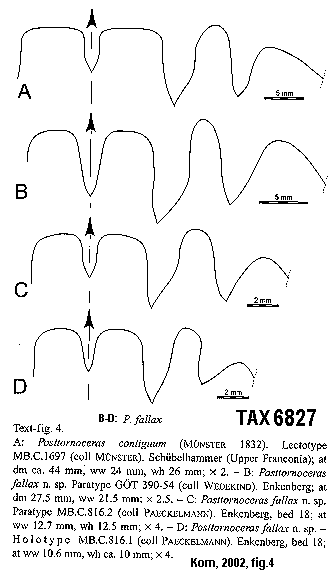 A
5 mm
B
5 mm
C
2 mm
D
2 mm
B-D: P. fallax
TAX6827
Text-fig. 4.
A: Posttornoceras contiguum (MÜNSTER 1832). Lectotype
MB.C.1697 (coll MÜNSTER). Schübelhammer (Upper Franconia); at
dm ca. 44 mm, ww 24 mm, wh 26 mm; × 2. – B: Posttornoceras
fallax n. sp. Paratype GÖT 390-54 (coll WEDEKIND). Enkenberg; at
dm 27.5 mm, ww 21.5 mm; × 2.5. – C: Posttornoceras fallax n. sp.
Paratype MB.C.816.2 (coll PAECKELMANN). Enkenberg, bed 18; at
ww 12.7 mm, wh 12.5 mm; × 4. – D: Posttornoceras fallax n. sp. –
Holotype MB.C.816.1 (coll PAECKELMANN). Enkenberg, bed 18;
at ww 10.6 mm, wh ca. 10 mm; × 4.
Korn, 2002, fig.4